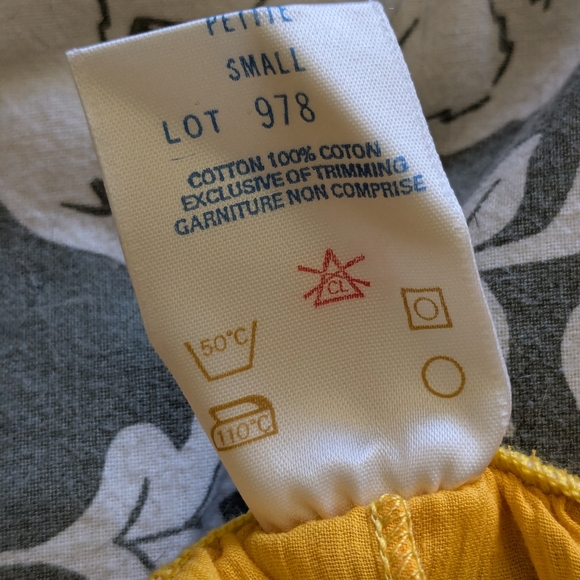 PETITE
SMALL
LOT 978
COTTON 100% COTON
EXCLUSIVE OF TRIMMING
GARNITURE NON COMPRISE
CL
50°C
110°C